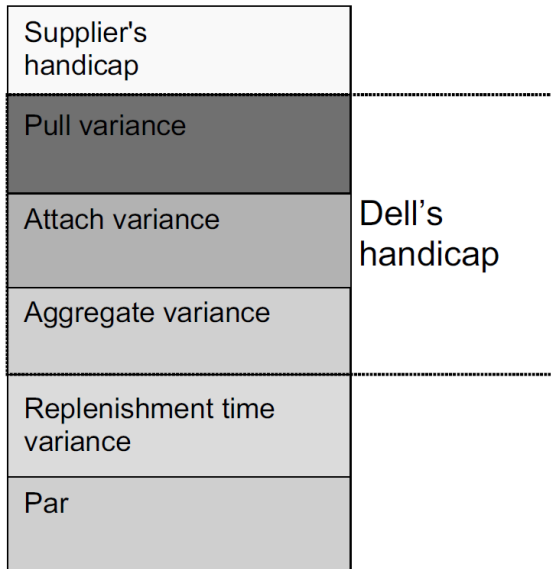 Supplier's
handicap
Pull variance
Attach variance
Dell’s
handicap
Aggregate variance
Replenishment time
variance
Par